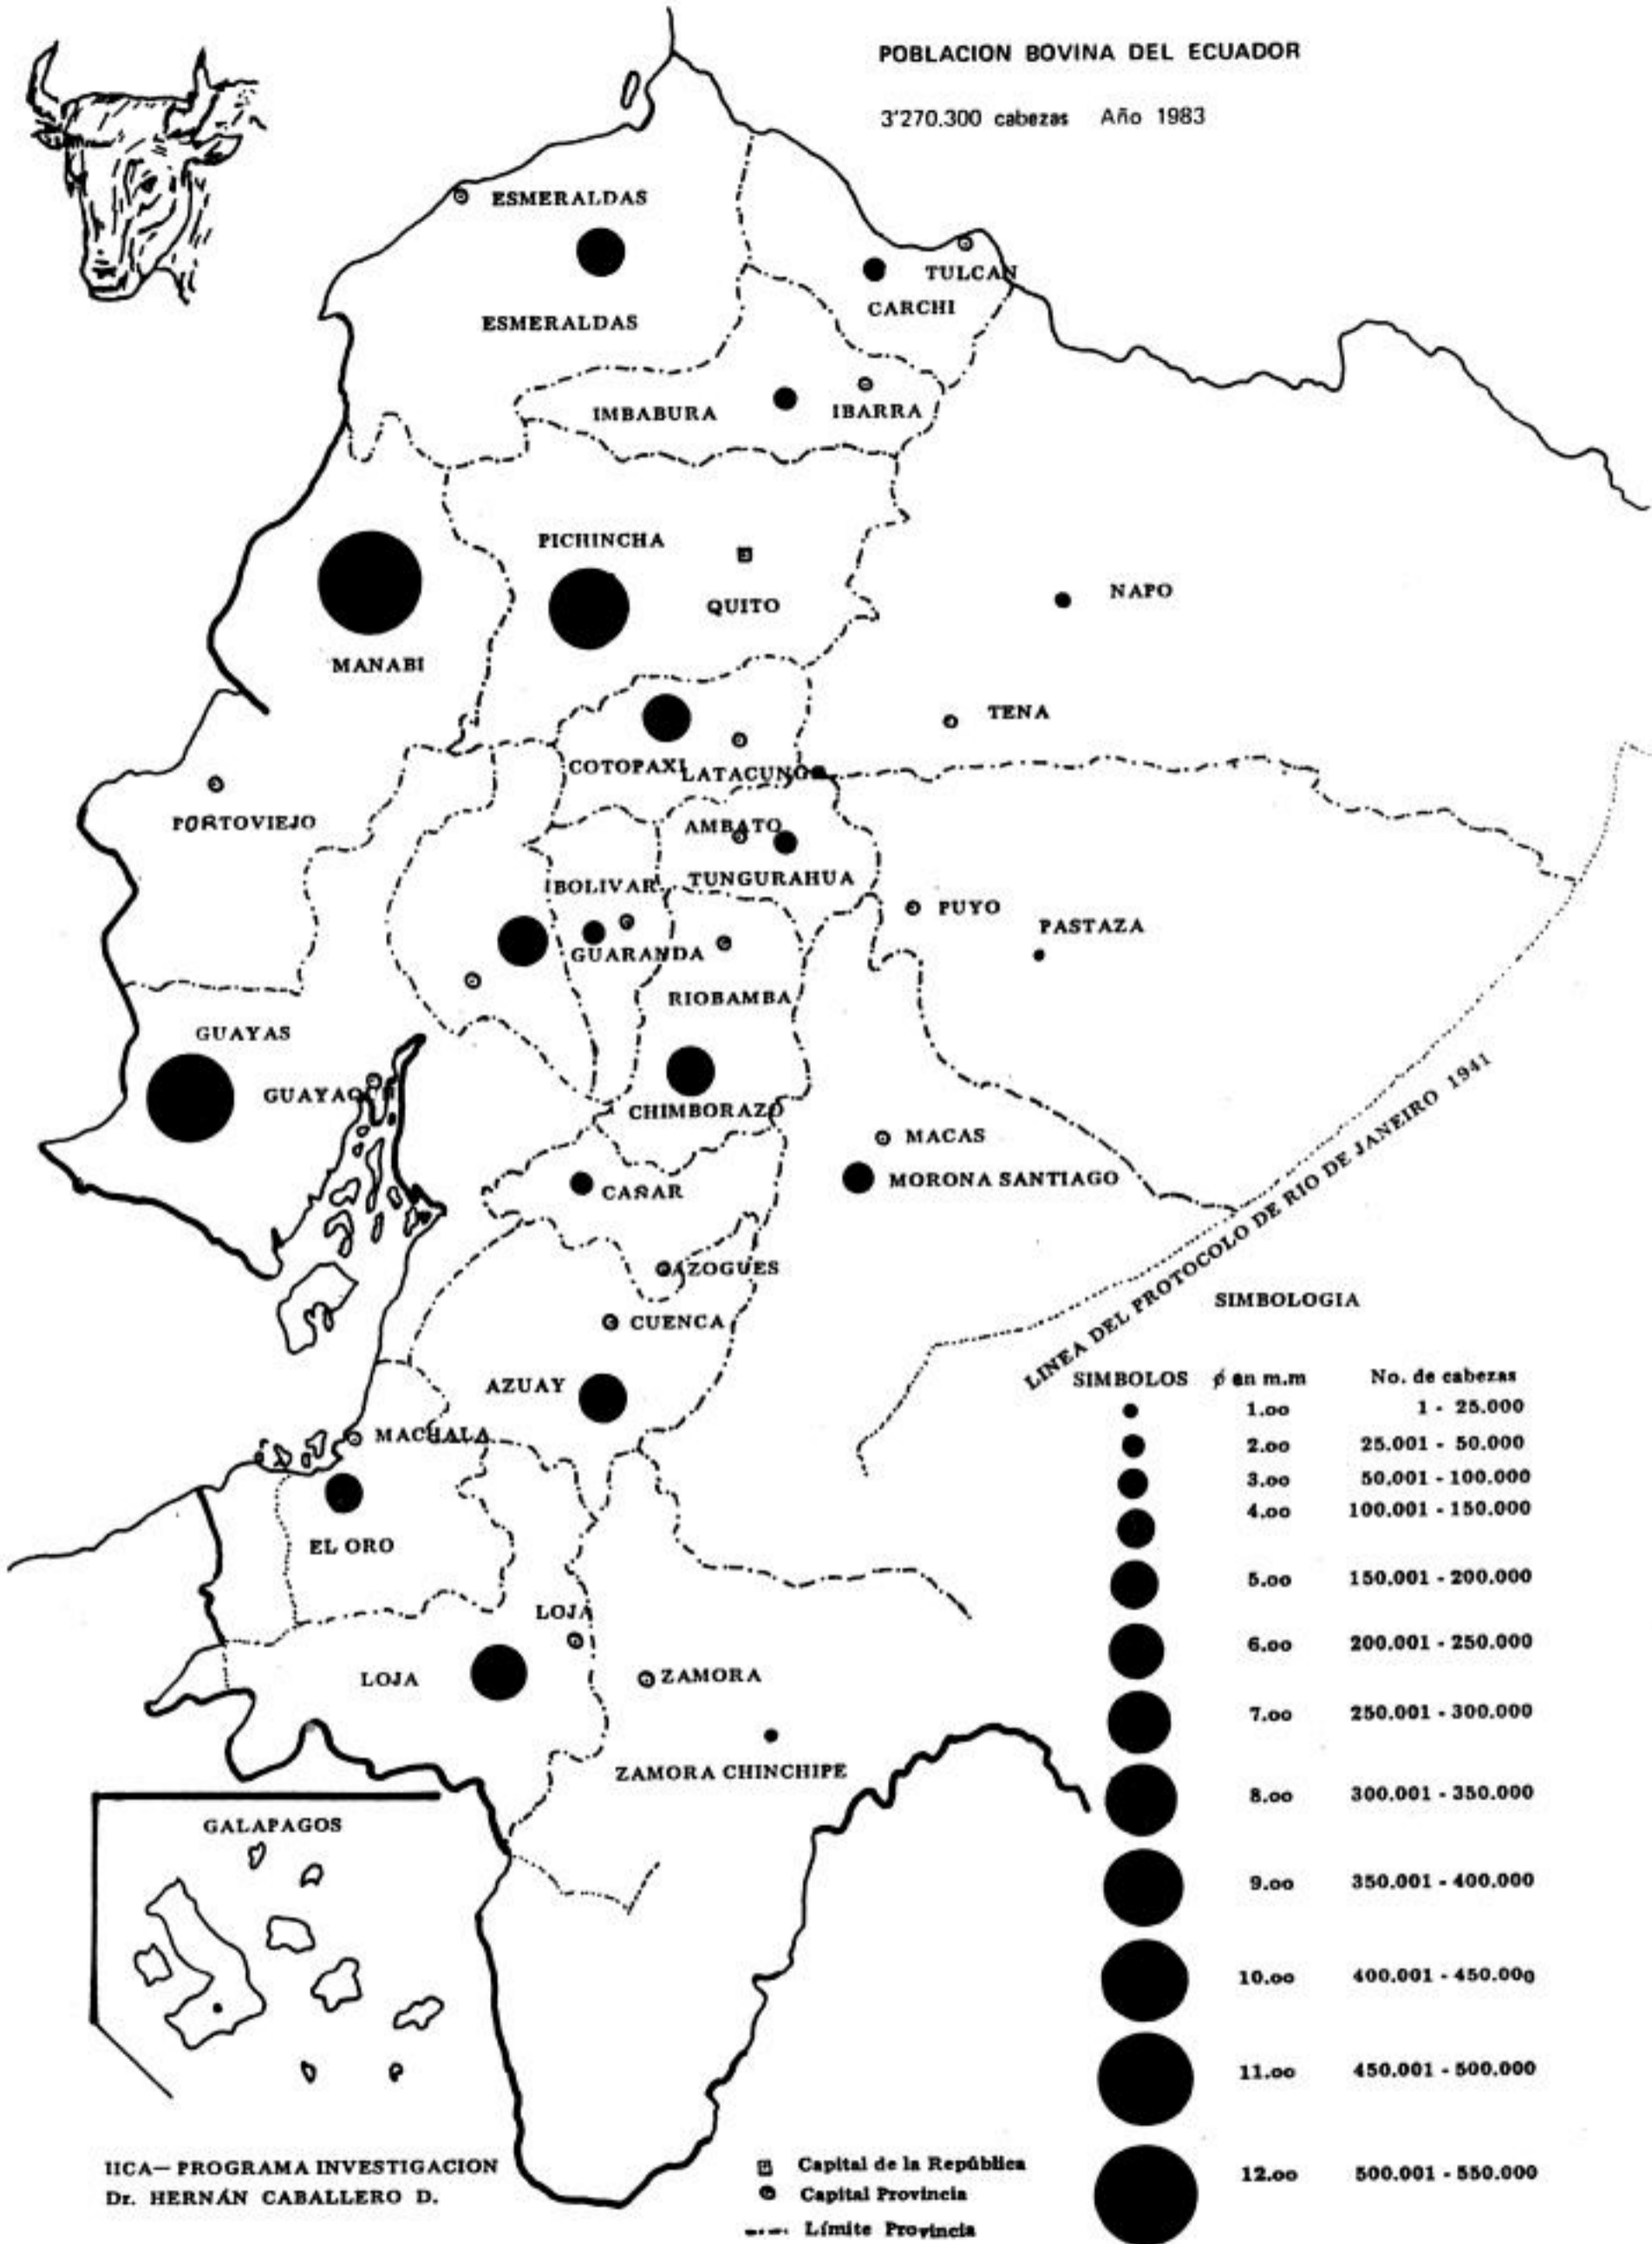 POBLACION BOVINA DEL ECUADOR
3'270.300 cabezas Año 1983
ESMERALDAS
ESMERALDAS
TULCAN
CARCHI
IMBABURA
IBARRA
PICHINCHA
QUITO
NAPO
MANABI
TENA
COTOPAXI
LATACUNGA
PORTOVIEJO
AMBATO
TUNGURAHUA
BOLIVAR
PUYO
PASTAZA
GUARANDA
RIOBAMBA
GUAYAS
GUAYAQUIL
CHIMBORAZO
MACAS
MORONA SANTIAGO
CAÑAR
AZOGUES
CUENCA
LINEA DEL PROTOCOLO DE RIO DE JANEIRO 1941
AZUAY
MACHALA
EL ORO
LOJA
LOJA
ZAMORA
ZAMORA CHINCHIPE
GALAPAGOS
SIMBOLOGIA
SIMBOLOS ø en m.m No. de cabezas
1.oo 1 - 25.000
2.oo 25.001 - 50.000
3.oo 50.001 - 100.000
4.oo 100.001 - 150.000
5.oo 150.001 - 200.000
6.oo 200.001 - 250.000
7.oo 250.001 - 300.000
8.oo 300.001 - 350.000
9.oo 350.001 - 400.000
10.oo 400.001 - 450.000
11.oo 450.001 - 500.000
12.oo 500.001 - 550.000
IICA— PROGRAMA INVESTIGACION
Dr. HERNÁN CABALLERO D.
Capital de la República
Capital Provincia
Límite Provincia